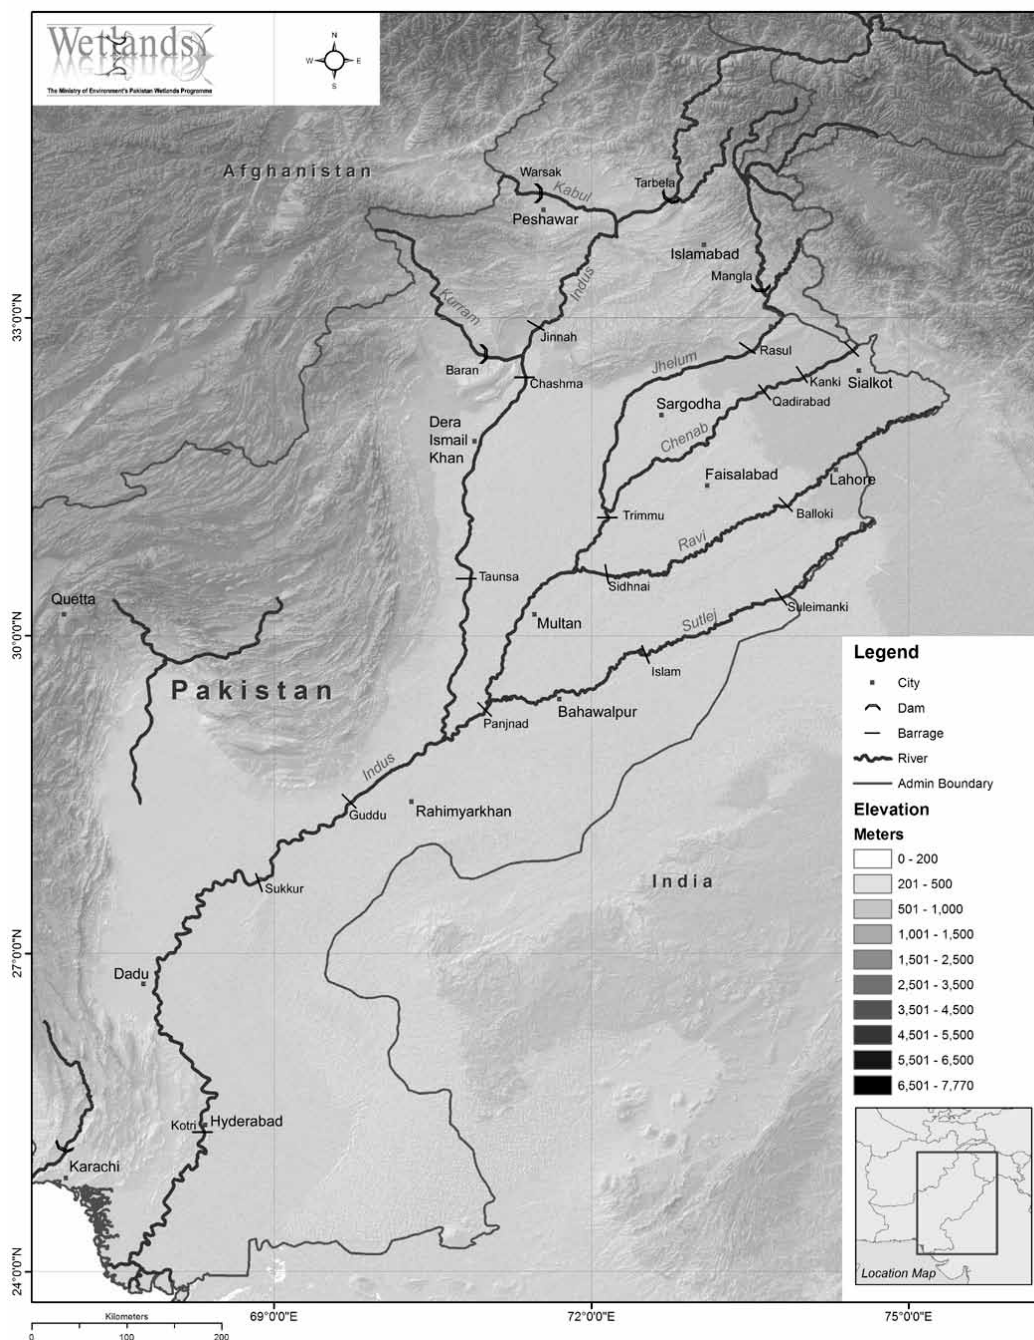 Wetlands
The Ministry of Environment's Pakistan Wetlands Programme
N
W
E
S
Afghanistan
Warsak
Kabul
Tarbela
Peshawar
Islamabad
Mangla
Indus
Kurram
33°0'0"N
Jinnah
Baran
Chashma
Jhelum
Rasul
Kanki
Sialkot
Qadirabad
Sargodha
Chenab
Dera
Ismail
Khan
Faisalabad
Lahore
Trimmu
Balloki
Ravi
Taunsa
Sidhnai
Quetta
Multan
Suleimanki
Sutlej
30°0'0"N
Islam
Pakistan
Panjnad
Bahawalpur
Indus
Guddu
Rahimyarkhan
India
Sukkur
27°0'0"N
Dadu
Kotri
Hyderabad
Karachi
24°0'0"N
Legend
City
Dam
Barrage
River
Admin Boundary
Elevation
Meters
0 - 200
201 - 500
501 - 1,000
1,001 - 1,500
1,501 - 2,500
2,501 - 3,500
3,501 - 4,500
4,501 - 5,500
5,501 - 6,500
6,501 - 7,770
Location Map
69°0'0"E
72°0'0"E
75°0'0"E
Kilometers
0 50 100 200